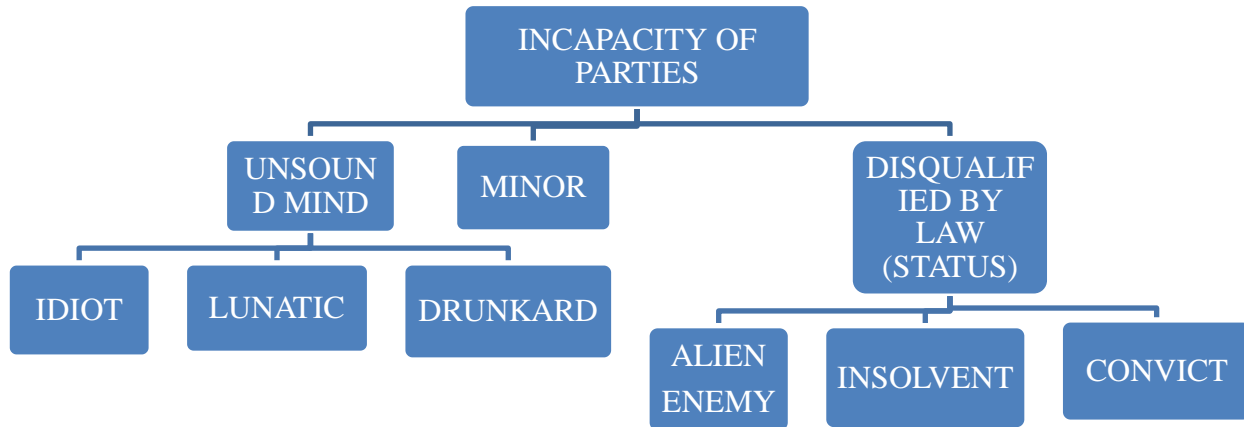 INCAPACITY OF
PARTIES
UNSOUN
D MIND
MINOR
DISQUALIF
IED BY
LAW
(STATUS)
IDIOT
LUNATIC
DRUNKARD
ALIEN
ENEMY
INSOLVENT
CONVICT